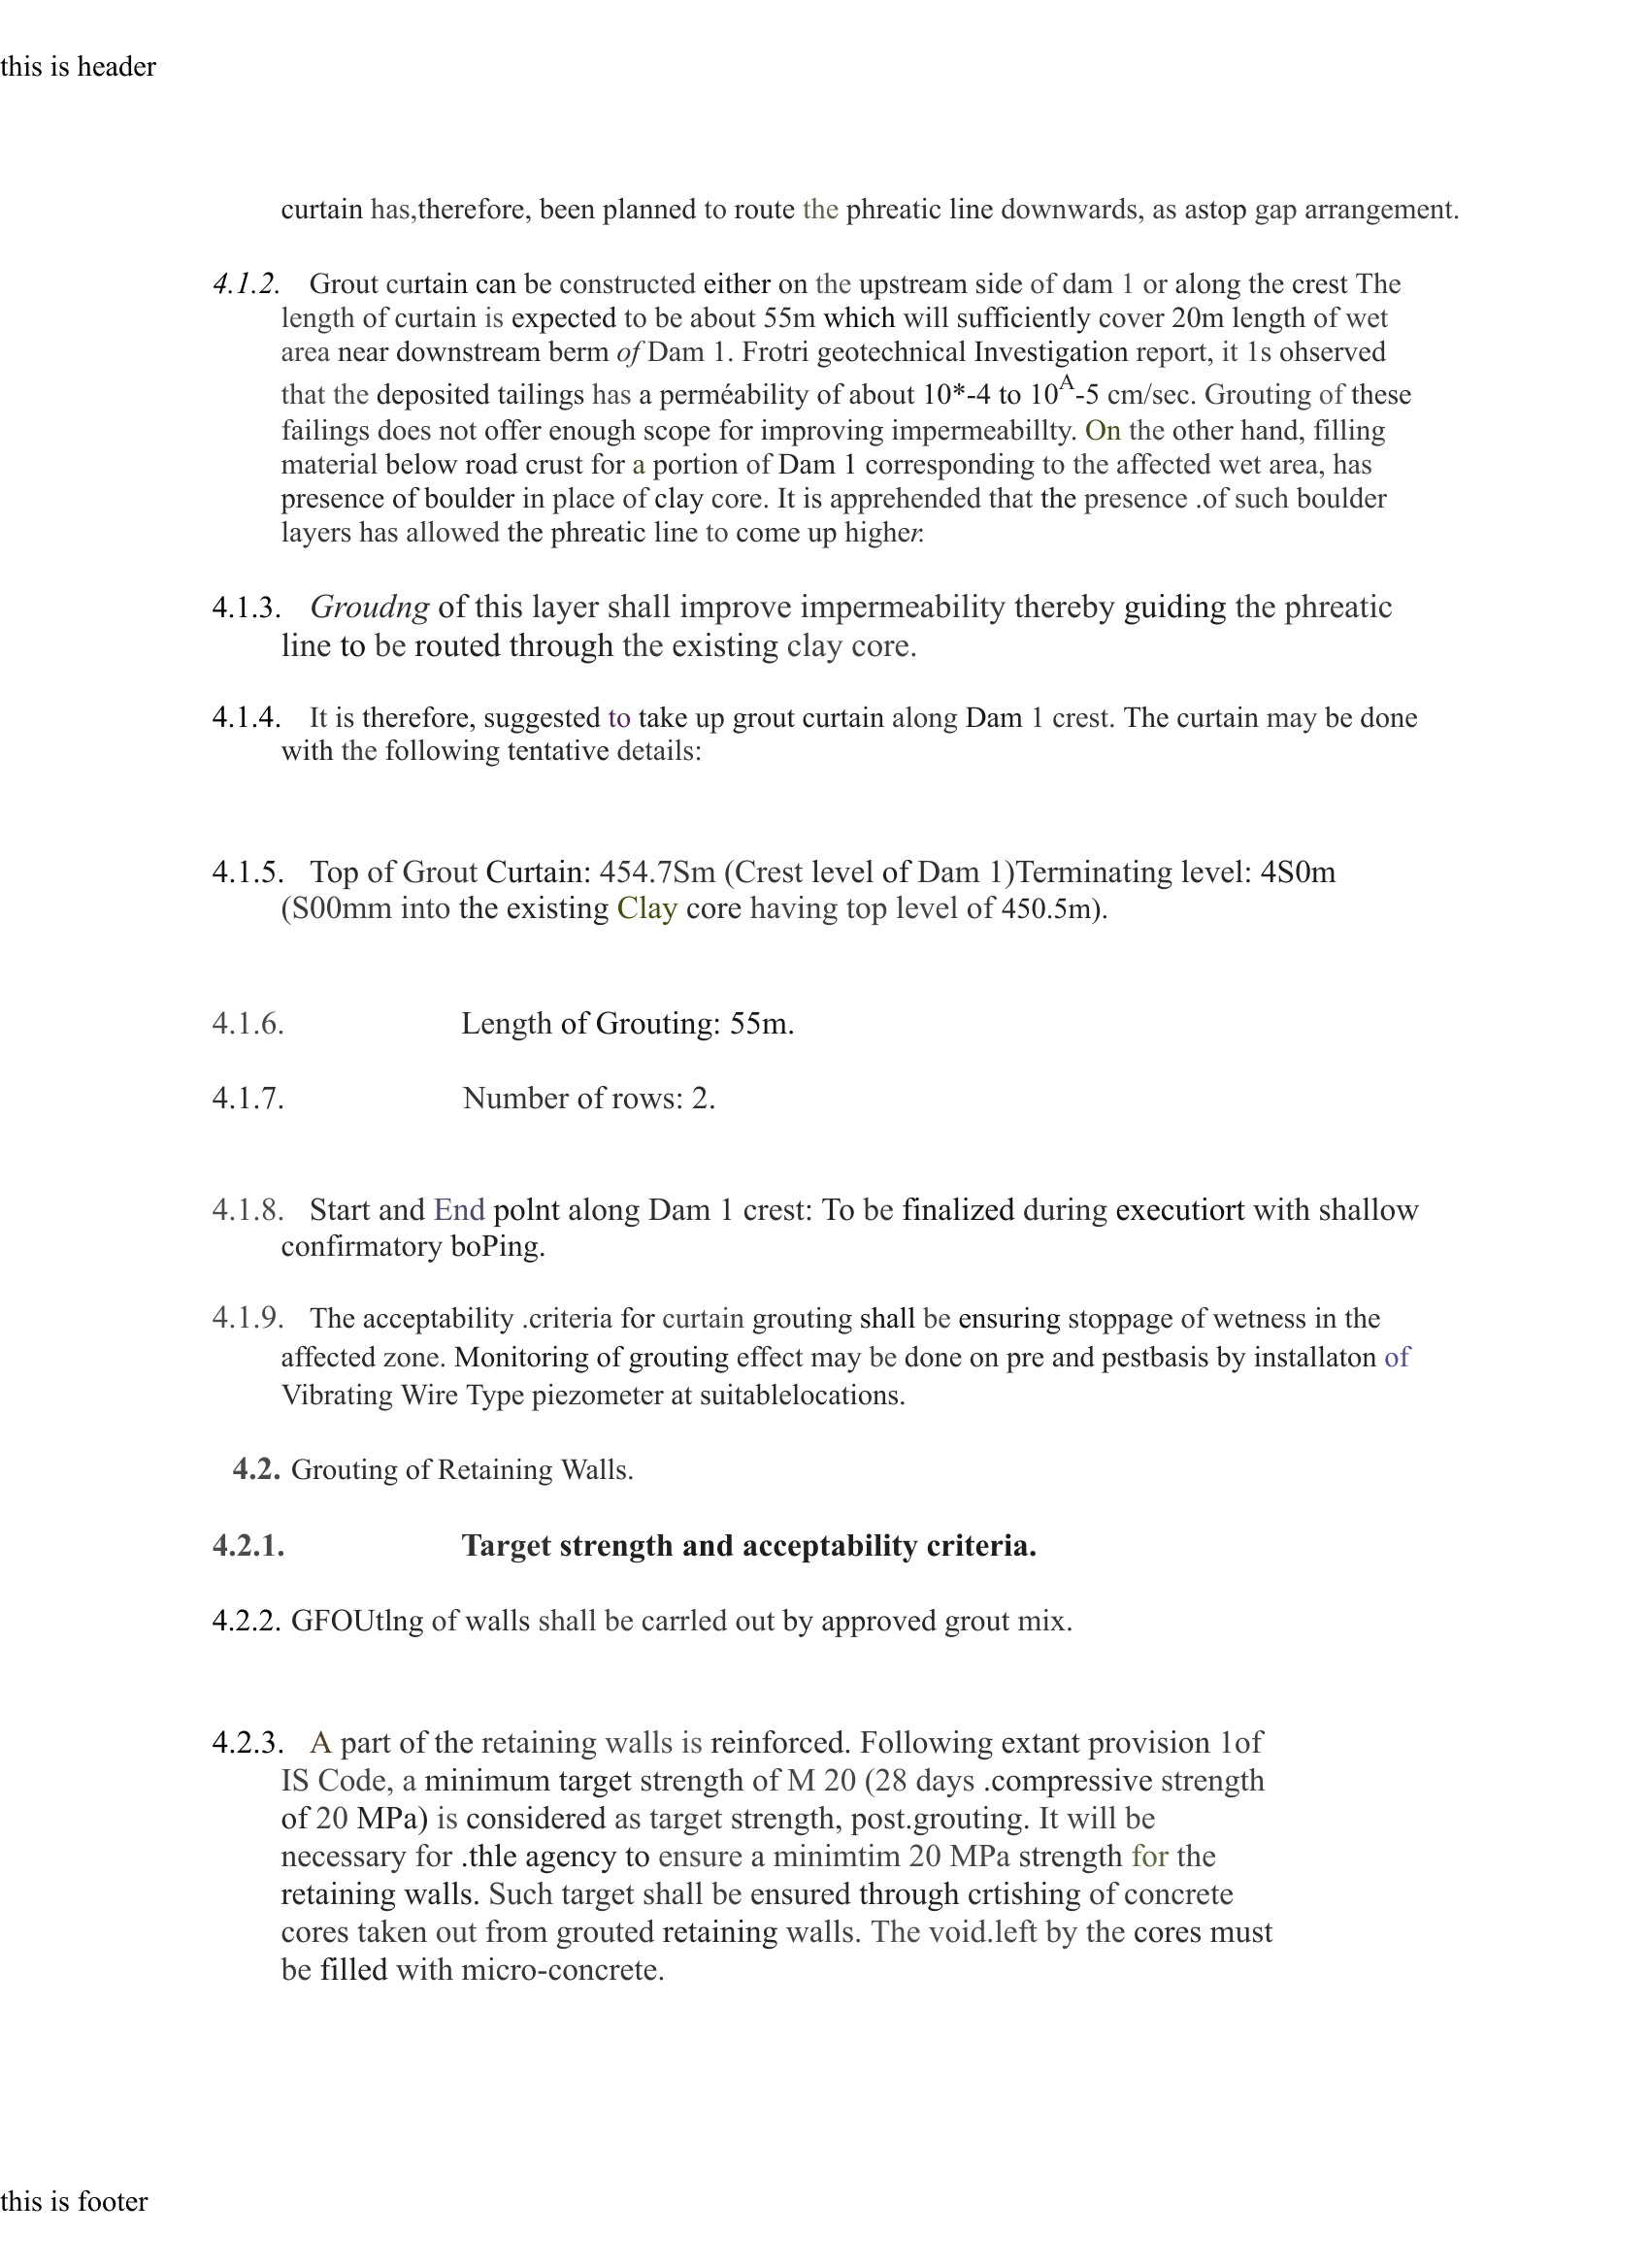 this is header
curtain has,therefore, been planned to route the phreatic line downwards, as astop gap arrangement.
4.1.2. Grout curtain can be constructed either on the upstream side of dam 1 or along the crest The
length of curtain is expected to be about 55m which will sufficiently cover 20m length of wet
area near downstream berm of Dam 1. Frotri geotechnical Investigation report, it 1s ohserved
that the deposited tailings has a perméability of about 10*-4 to 10A-5 cm/sec. Grouting of these
failings does not offer enough scope for improving impermeabillty. On the other hand, filling
material below road crust for a portion of Dam 1 corresponding to the affected wet area, has
presence of boulder in place of clay core. It is apprehended that the presence .of such boulder
layers has allowed the phreatic line to come up higher:
4.1.3. Groudng of this layer shall improve impermeability thereby guiding the phreatic
line to be routed through the existing clay core.
4.1.4. It is therefore, suggested to take up grout curtain along Dam 1 crest. The curtain may be done
with the following tentative details:
4.1.5. Top of Grout Curtain: 454.7Sm (Crest level of Dam 1)Terminating level: 4S0m
(S00mm into the existing Clay core having top level of 450.5m).
4.1.6. Length of Grouting: 55m.
4.1.7. Number of rows: 2.
4.1.8. Start and End polnt along Dam 1 crest: To be finalized during executiort with shallow
confirmatory boPing.
4.1.9. The acceptability .criteria for curtain grouting shall be ensuring stoppage of wetness in the
affected zone. Monitoring of grouting effect may be done on pre and pestbasis by installaton of
Vibrating Wire Type piezometer at suitablelocations.
4.2. Grouting of Retaining Walls.
4.2.1. Target strength and acceptability criteria.
4.2.2. GFOUtlng of walls shall be carrled out by approved grout mix.
4.2.3. A part of the retaining walls is reinforced. Following extant provision 1of
IS Code, a minimum target strength of M 20 (28 days .compressive strength
of 20 MPa) is considered as target strength, post.grouting. It will be
necessary for .thle agency to ensure a minimtim 20 MPa strength for the
retaining walls. Such target shall be ensured through crtishing of concrete
cores taken out from grouted retaining walls. The void.left by the cores must
be filled with micro-concrete.
this is footer